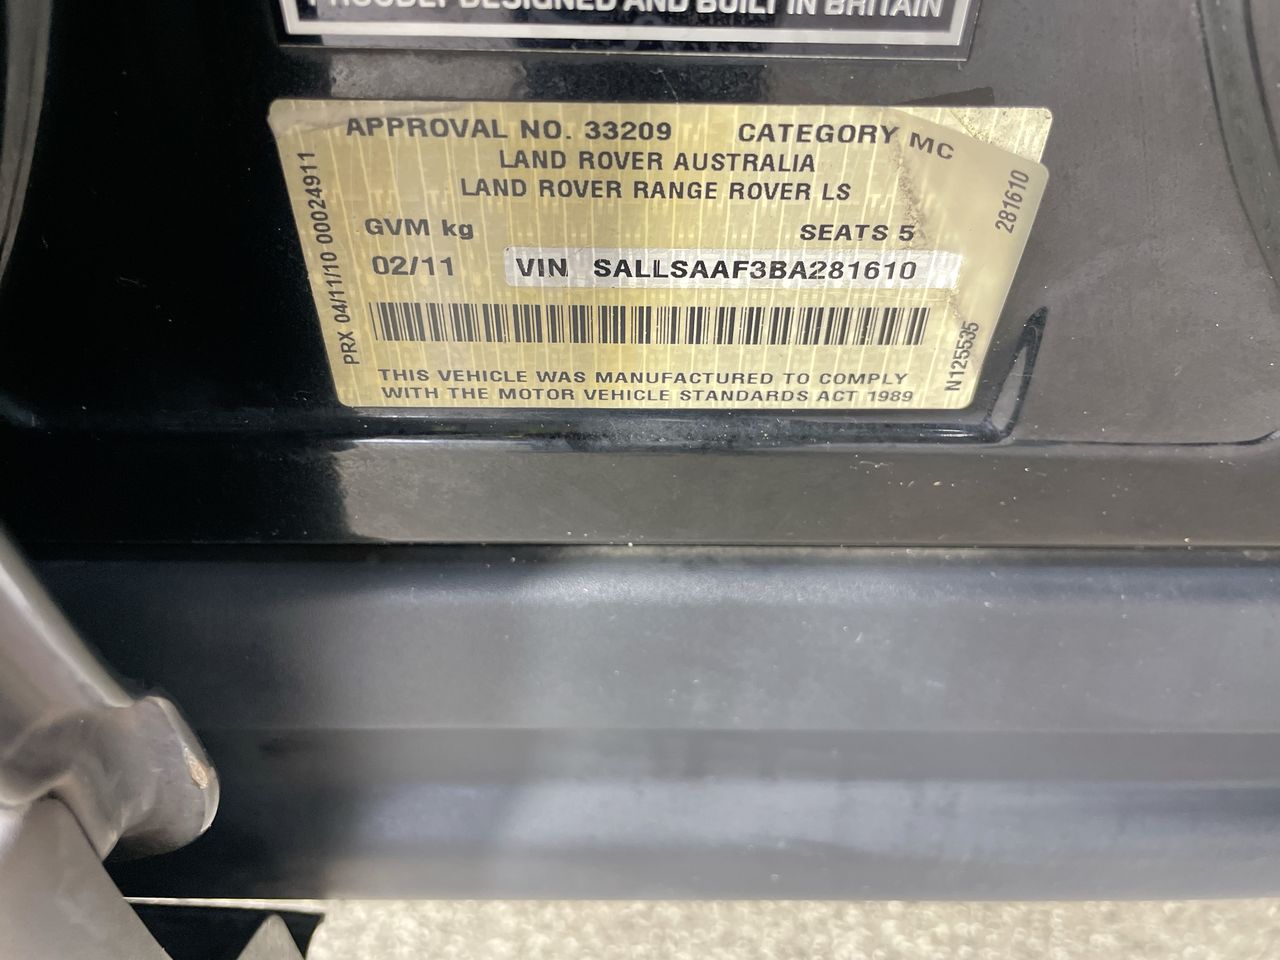 PROUDLY DESIGNED AND BUILT IN BRITAIN
APPROVAL NO. 33209 CATEGORY MC
LAND ROVER AUSTRALIA
LAND ROVER RANGE ROVER LS
GVM kg SEATS 5
02/11 VIN SALLSAAF3BA281610
THIS VEHICLE WAS MANUFACTURED TO COMPLY
WITH THE MOTOR VEHICLE STANDARDS ACT 1989
PRX 04/11/10 00024911
281610
N125535